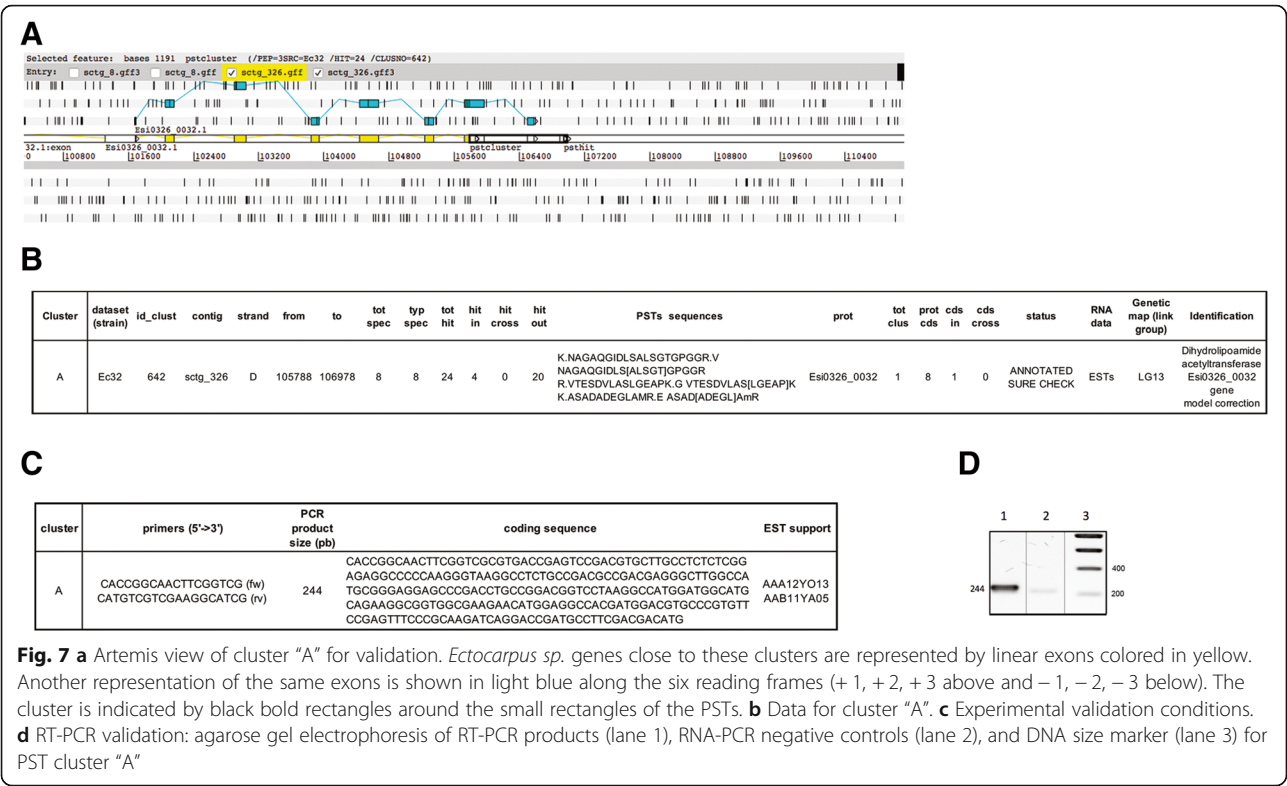 A
Selected feature: bases 1191 pstcluster (/PEP=3SRC=Ec32 /HIT=24 /CLUSNO=642)
Entry: sctg_8.gff3 sctg_8.gff sctg_326.gff sctg_326.gff3
Esi0326_0032.1
32.1:exon Esi0326_0032.1 pstcluster psthit
0 100800 101600 102400 103200 104000 104800 105600 106400 107200 108000 108800 109600 110400
B
Cluster dataset (strain) id_clust contig strand from to tot spec typ spec tot hit hit in hit cross hit out PSTs sequences prot tot clus prot cds cds in cds cross status RNA data Genetic map (link group) Identification
A Ec32 642 sctg_326 D 105788 106978 8 8 24 4 0 20
K.NAGAQGIDLSALSGTGPGGR.V
NAGAQGIDLS[ALSGT]GPGGR
R.VTESDVLASLGEAPK.G VTESDVLAS[LGEAP]K
K.ASADADEGLAMR.E ASAD[ADEGL]AmR
Esi0326_0032 1 8 1 0
ANNOTATED
SURE CHECK
ESTs LG13
Dihydrolipoamide
acetyltransferase
Esi0326_0032
gene
model correction
C
cluster primers (5'->3') PCR product size (pb) coding sequence EST support
A
CACCGGCAACTTCGGTCG (fw)
CATGTCGTCGAAGGCATCG (rv)
244
CACCGGCAACTTCGGTCGCGTGACCGAGTCCGACGTGCTTGCCTCTCTCGG
AGAGGCCCCCAAGGGTAAGGCCTCTGCCGACGCCGACGAGGGCTTGGCCA
TGCGGGAGGAGCCCGACCTGCCGGACGGTCCTAAGGCCATGGATGGCATG
CAGAAGGCGGTGGCGAAGAACATGGAGGCCACGATGGACGTGCCCGTGTT
CCGAGTTTCCCGCAAGATCAGGACCGATGCCTTCGACGACATG
AAA12YO13
AAB11YA05
D
1 2 3
400
244 200
Fig. 7 a Artemis view of cluster “A” for validation. Ectocarpus sp. genes close to these clusters are represented by linear exons colored in yellow.
Another representation of the same exons is shown in light blue along the six reading frames (+ 1, + 2, + 3 above and − 1, − 2, − 3 below). The
cluster is indicated by black bold rectangles around the small rectangles of the PSTs. b Data for cluster “A”. c Experimental validation conditions.
d RT-PCR validation: agarose gel electrophoresis of RT-PCR products (lane 1), RNA-PCR negative controls (lane 2), and DNA size marker (lane 3) for
PST cluster “A”